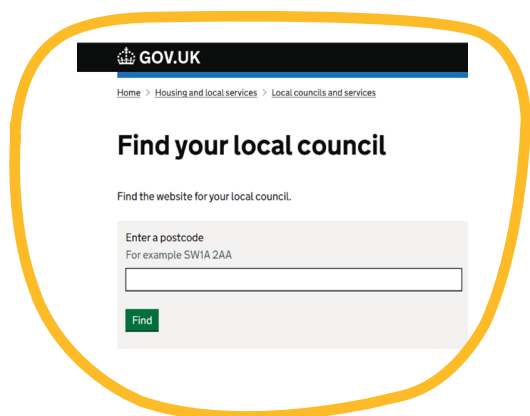 GOV.UK
Home > Housing and local services > Local councils and services
Find your local council
Find the website for your local council.
Enter a postcode
For example SW1A 2AA
Find